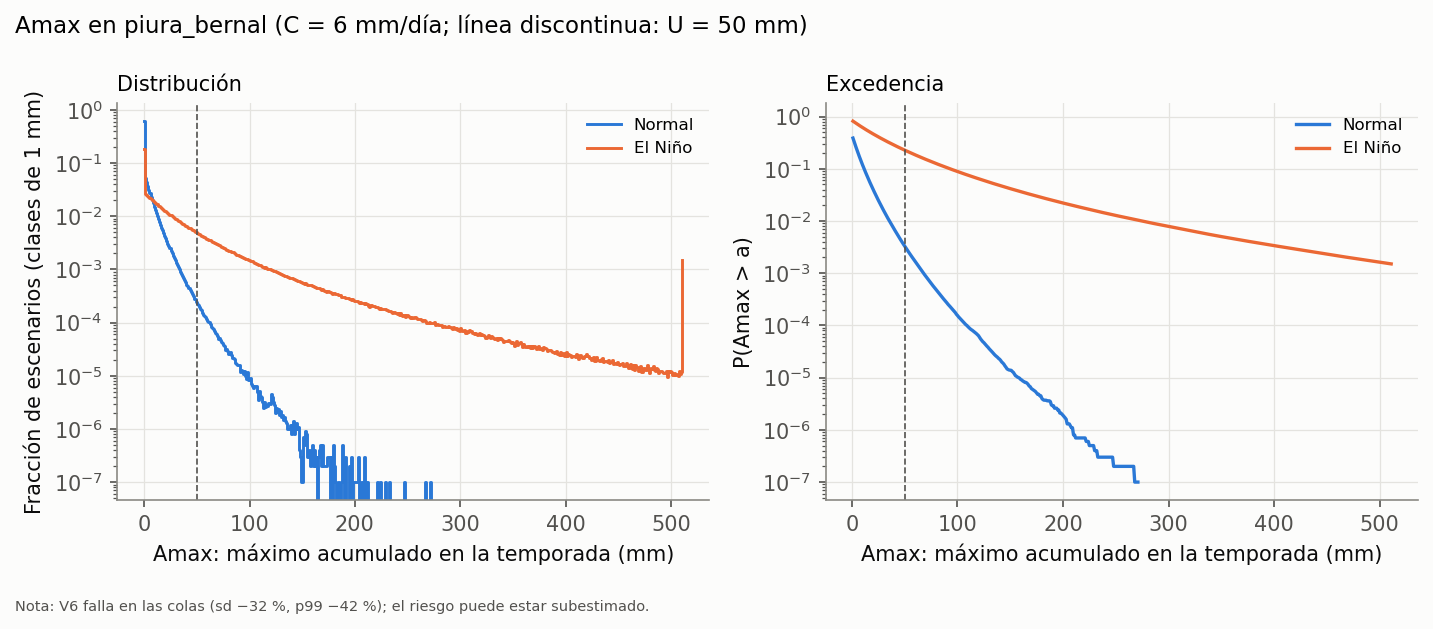 Amax en piura_bernal (C = 6 mm/día; línea discontinua: U = 50 mm)
Distribución
Fracción de escenarios (clases de 1 mm)
10⁰
10⁻¹
10⁻²
10⁻³
10⁻⁴
10⁻⁵
10⁻⁶
10⁻⁷
Normal
El Niño
0 100 200 300 400 500
Amax: máximo acumulado en la temporada (mm)
Excedencia
P(Amax > a)
10⁰
10⁻¹
10⁻²
10⁻³
10⁻⁴
10⁻⁵
10⁻⁶
10⁻⁷
Normal
El Niño
0 100 200 300 400 500
Amax: máximo acumulado en la temporada (mm)
Nota: V6 falla en las colas (sd −32 %, p99 −42 %); el riesgo puede estar subestimado.